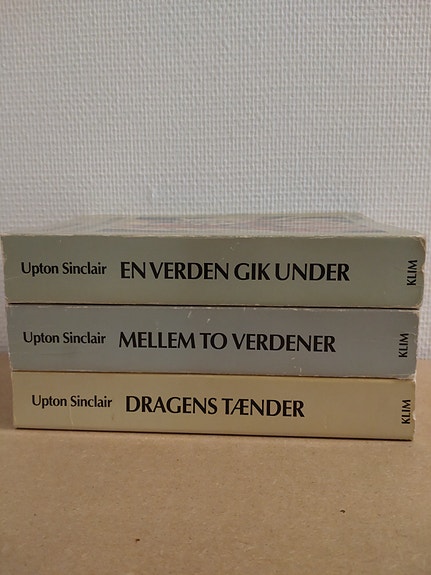 Upton Sinclair EN VERDEN GIK UNDER KLIM
Upton Sinclair MELLEM TO VERDENER KLIM
Upton Sinclair DRAGENS TÆNDER KLIM